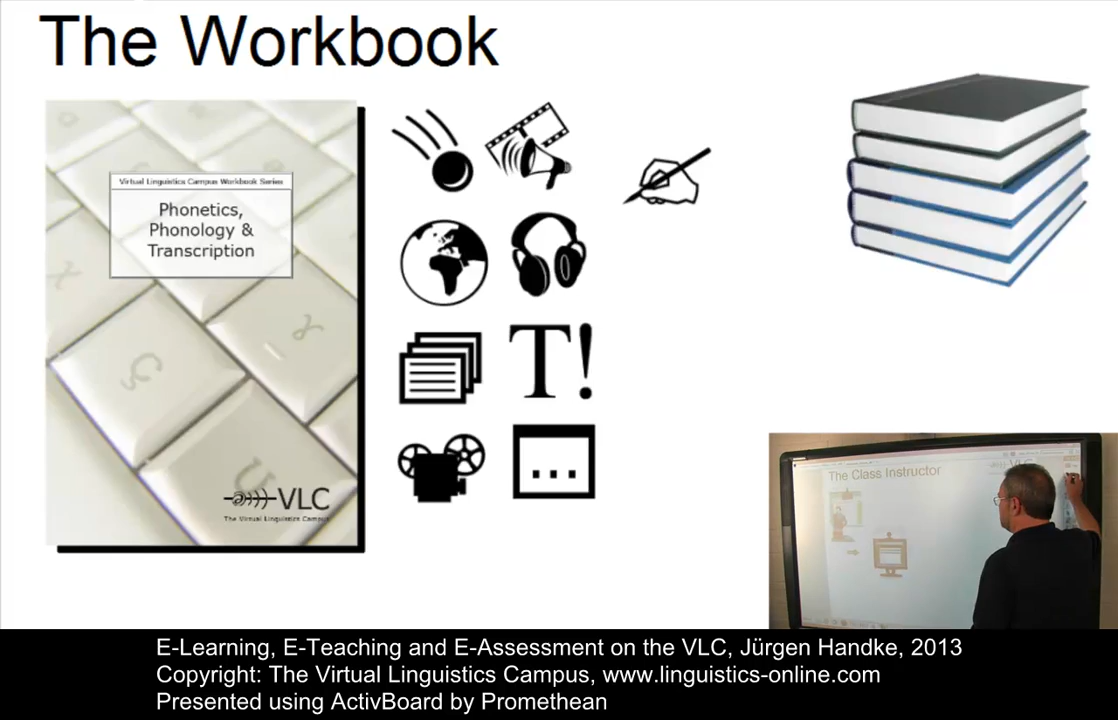 The Workbook
Virtual Linguistics Campus Workbook Series
Phonetics,
Phonology &
Transcription
VLC
The Virtual Linguistics Campus
T!
...
The Class Instructor
VLC
E-Learning, E-Teaching and E-Assessment on the VLC, Jürgen Handke, 2013
Copyright: The Virtual Linguistics Campus, www.linguistics-online.com
Presented using ActivBoard by Promethean